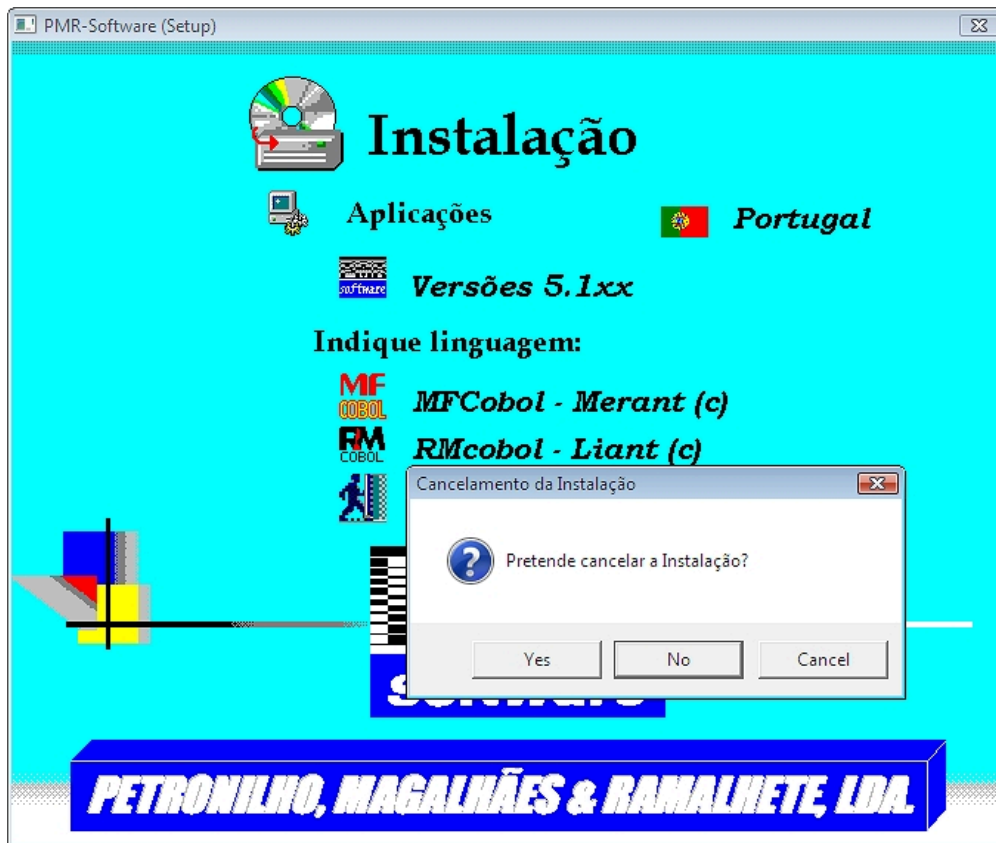 PMR-Software (Setup)
Instalação
Aplicações
Portugal
software
Versões 5.1xx
Indique linguagem:
MF
COBOL
MFCobol - Merant (c)
RM
COBOL
RMcobol - Liant (c)
Cancelamento da Instalação
Pretende cancelar a Instalação?
Yes No Cancel
PETRONILHO, MAGALHÃES & RAMALHETE, LDA.